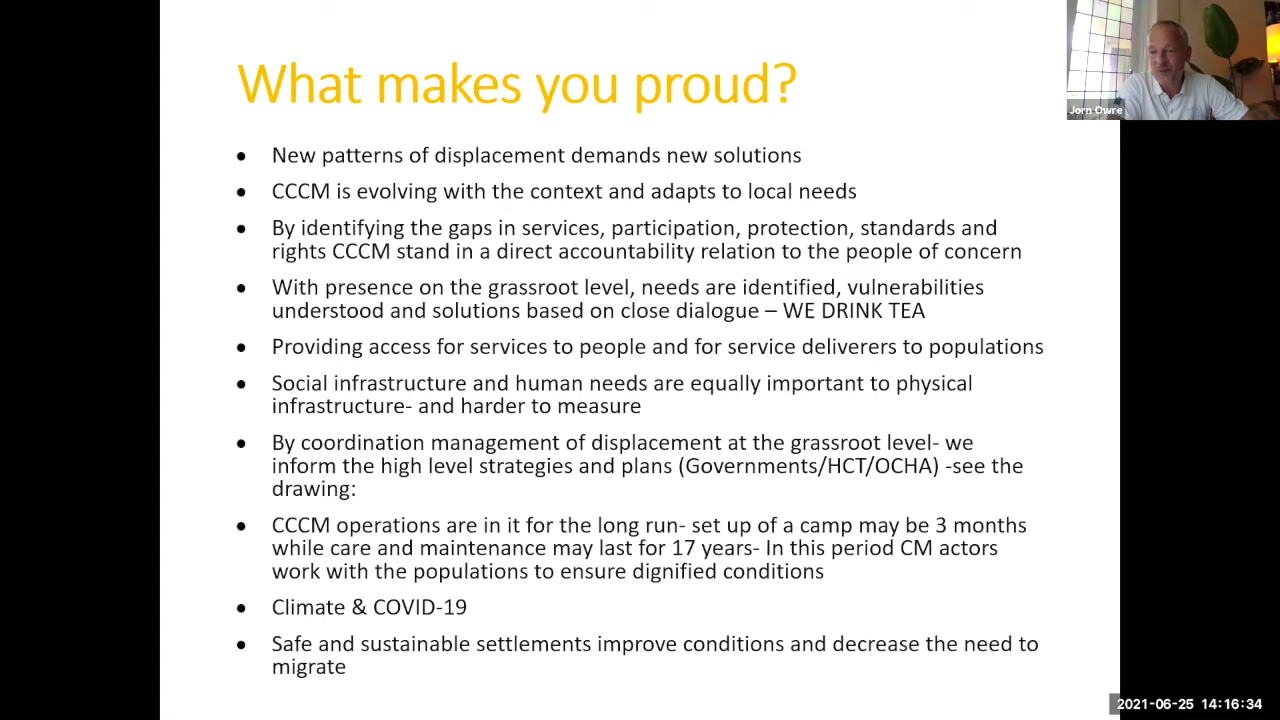 What makes you proud?
Jorn Owre
• New patterns of displacement demands new solutions
• CCCM is evolving with the context and adapts to local needs
• By identifying the gaps in services, participation, protection, standards and
rights CCCM stand in a direct accountability relation to the people of concern
• With presence on the grassroot level, needs are identified, vulnerabilities
understood and solutions based on close dialogue – WE DRINK TEA
• Providing access for services to people and for service deliverers to populations
• Social infrastructure and human needs are equally important to physical
infrastructure- and harder to measure
• By coordination management of displacement at the grassroot level- we
inform the high level strategies and plans (Governments/HCT/OCHA) -see the
drawing:
• CCCM operations are in it for the long run- set up of a camp may be 3 months
while care and maintenance may last for 17 years- In this period CM actors
work with the populations to ensure dignified conditions
• Climate & COVID-19
• Safe and sustainable settlements improve conditions and decrease the need to
migrate
2021-06-25 14:16:34